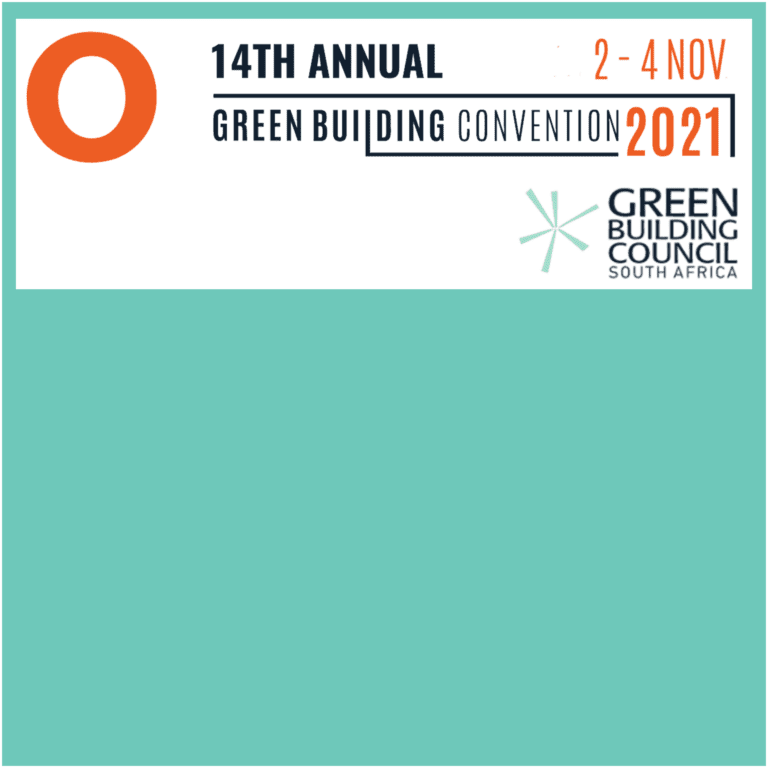 O
14TH ANNUAL 2 - 4 NOV
GREEN BUILDING CONVENTION 2021
GREEN
BUILDING
COUNCIL
SOUTH AFRICA